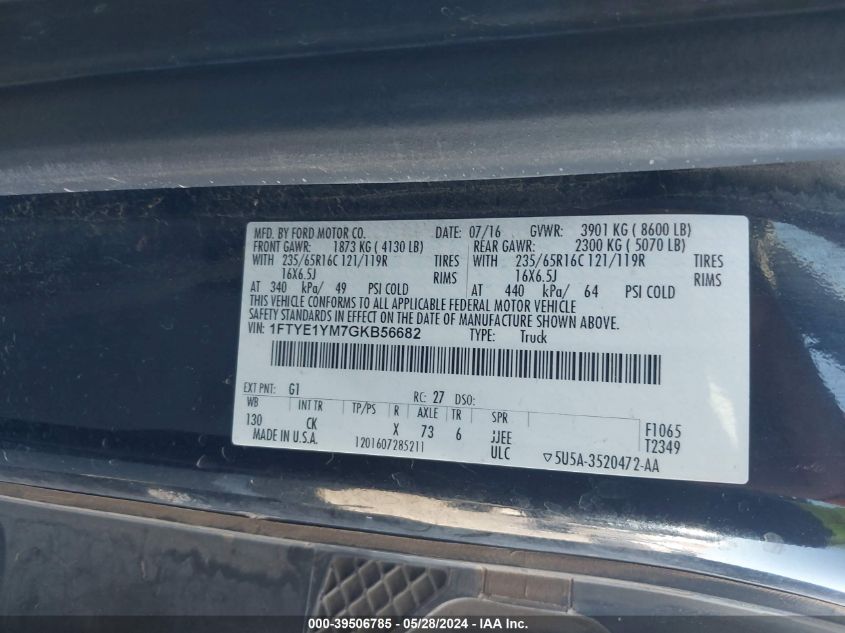 MFD. BY FORD MOTOR CO. DATE: 07/16 GVWR: 3901 KG ( 8600 LB)
FRONT GAWR: 1873 KG ( 4130 LB) REAR GAWR: 2300 KG ( 5070 LB)
WITH 235/65R16C 121/119R TIRES WITH 235/65R16C 121/119R TIRES
16X6.5J RIMS 16X6.5J RIMS
AT 340 kPa/ 49 PSI COLD AT 440 kPa/ 64 PSI COLD
THIS VEHICLE CONFORMS TO ALL APPLICABLE FEDERAL MOTOR VEHICLE
SAFETY STANDARDS IN EFFECT ON THE DATE OF MANUFACTURE SHOWN ABOVE.
VIN: 1FTYE1YM7GKB56682 TYPE: Truck
EXT PNT: G1 RC: 27 DSO:
WB INT TR TP/PS R AXLE TR SPR
130 CK X 73 6 JJEE F1065
MADE IN U.S.A. 1201607285211 ULC T2349
▽5U5A-3520472-AA
000-39506785 - 05/28/2024 - IAA Inc.